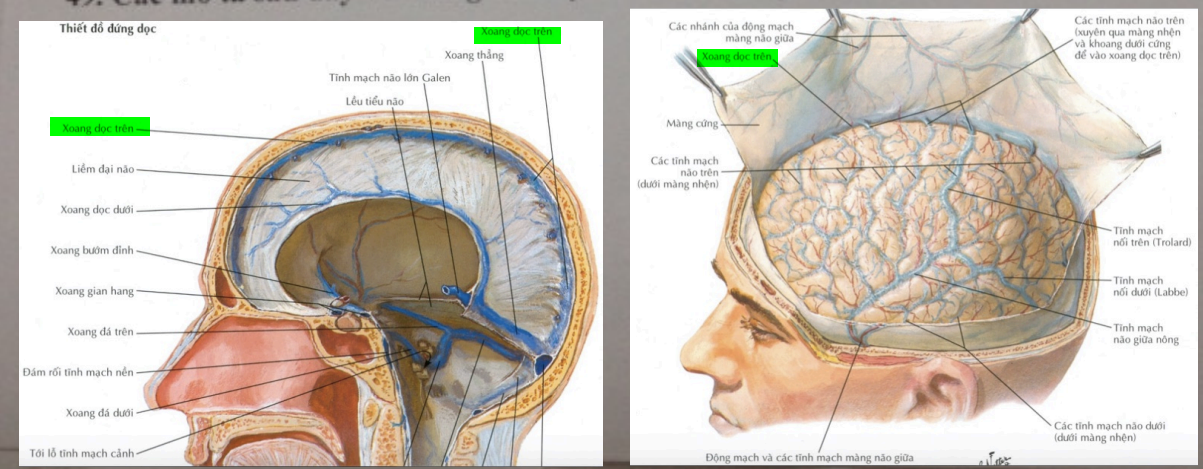 Thiết đồ đứng dọc
Xoang dọc trên
Xoang thẳng
Tĩnh mạch não lớn Galen
Lều tiểu não
Xoang dọc trên
Liềm đại não
Xoang dọc dưới
Xoang bướm đỉnh
Xoang gian hang
Xoang đá trên
Đám rối tĩnh mạch nền
Xoang đá dưới
Tới lỗ tĩnh mạch cảnh
Các nhánh của động mạch
màng não giữa
Xoang dọc trên
Màng cứng
Các tĩnh mạch
não trên
(dưới màng nhện)
Các tĩnh mạch não trên
(xuyên qua màng nhện
và khoang dưới cứng
để vào xoang dọc trên)
Tĩnh mạch
nối trên (Trolard)
Tĩnh mạch
nối dưới (Labbe)
Tĩnh mạch
não giữa nông
Các tĩnh mạch não dưới
(dưới màng nhện)
Động mạch và các tĩnh mạch màng não giữa